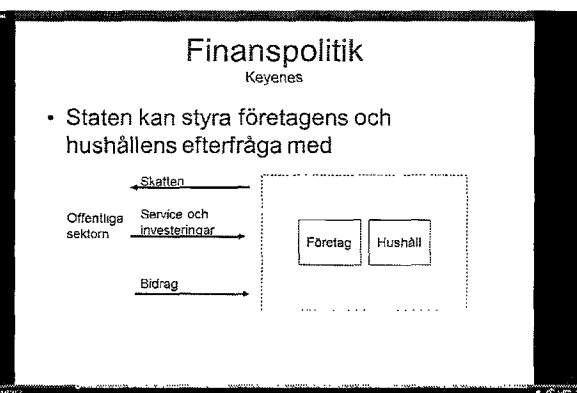 Finanspolitik
Keyenes
• Staten kan styra företagens och
hushållens efterfråga med
Skatten
Offentliga
sektorn
Service och
investeringar
Företag
Hushåll
Bidrag